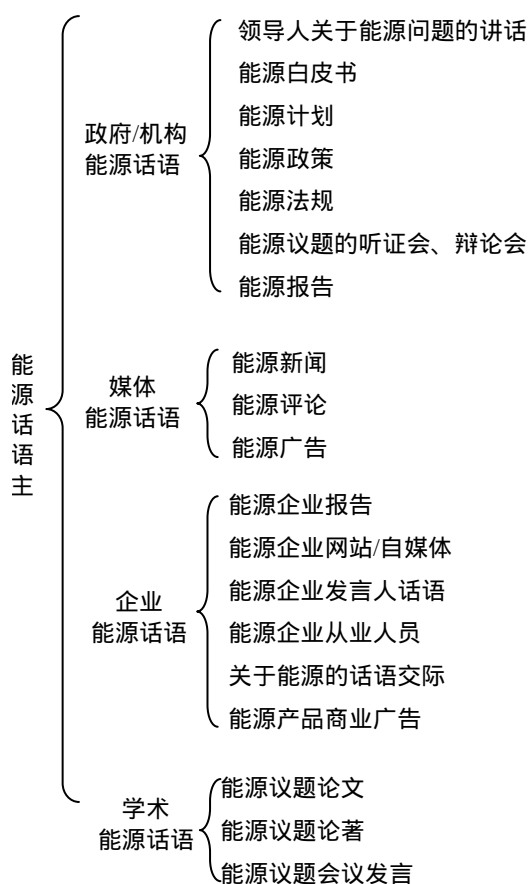 能源话语主
政府/机构
能源话语
领导人关于能源问题的讲话
能源白皮书
能源计划
能源政策
能源法规
能源议题的听证会、辩论会
能源报告
媒体
能源话语
能源新闻
能源评论
能源广告
企业
能源话语
能源企业报告
能源企业网站/自媒体
能源企业发言人话语
能源企业从业人员
关于能源的话语交际
能源产品商业广告
学术
能源话语
能源议题论文
能源议题论著
能源议题会议发言